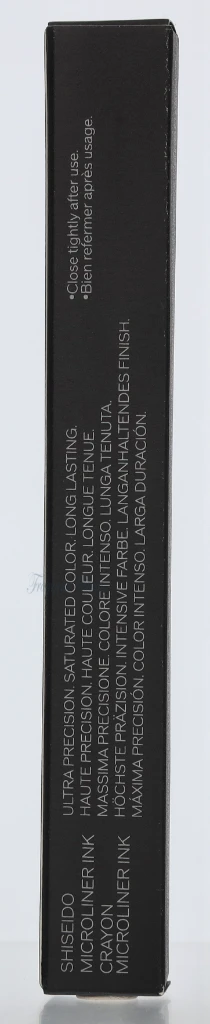 SHISEIDO
MICROLINER INK
CRAYON
MICROLINER INK
ULTRA PRECISION. SATURATED COLOR. LONG LASTING.
HAUTE PRECISION. HAUTE COULEUR. LONGUE TENUE.
MASSIMA PRECISIONE. COLORE INTENSO. LUNGA TENUTA.
HÖCHSTE PRÄZISION. INTENSIVE FARBE. LANGANHALTENDES FINISH.
MÁXIMA PRECISIÓN. COLOR INTENSO. LARGA DURACIÓN.
•Close tightly after use.
•Bien refermer après usage.